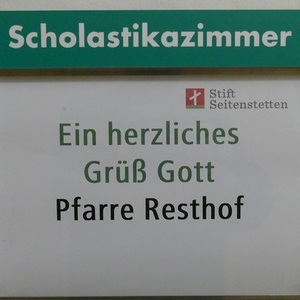 Scholastikazimmer
Stift
Seitenstetten
Ein herzliches
Grüß Gott
Pfarre Resthof